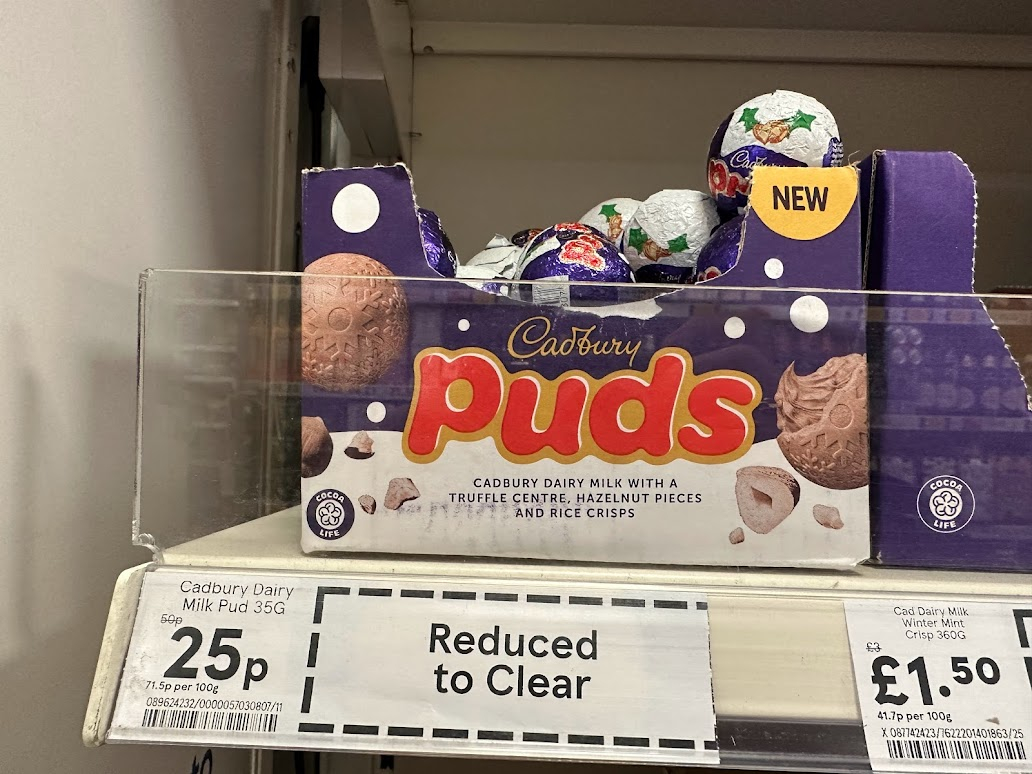 NEW
Cadbury
Cadbury
Puds
CADBURY DAIRY MILK WITH A
TRUFFLE CENTRE, HAZELNUT PIECES
AND RICE CRISPS
COCOA
LIFE
COCOA
LIFE
Cadbury Dairy
Milk Pud 35G
50p
25p
71.5p per 100g
089624232/0000057030807/11
Reduced
to Clear
Cad Dairy Milk
Winter Mint
Crisp 360G
£3
£1.50
41.7p per 100g
X 087742423/7622201401863/25